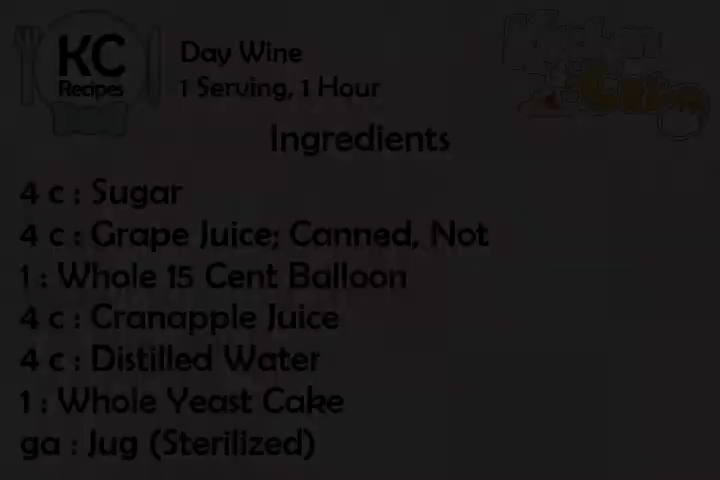 KC
Recipes
Day Wine
1 Serving, 1 Hour
Ingredients
4 c : Sugar
4 c : Grape Juice; Canned, Not
1 : Whole 15 Cent Balloon
4 c : Cranapple Juice
4 c : Distilled Water
1 : Whole Yeast Cake
ga : Jug (Sterilized)